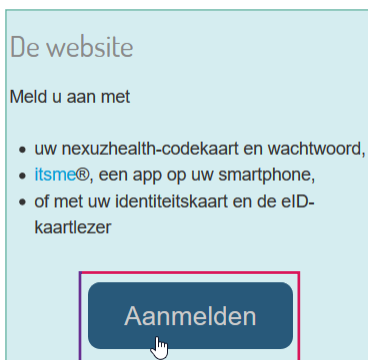 De website
Meld u aan met
• uw nexuzhealth-codekaart en wachtwoord,
• itsme®, een app op uw smartphone,
• of met uw identiteitskaart en de eID-
kaartlezer
Aanmelden